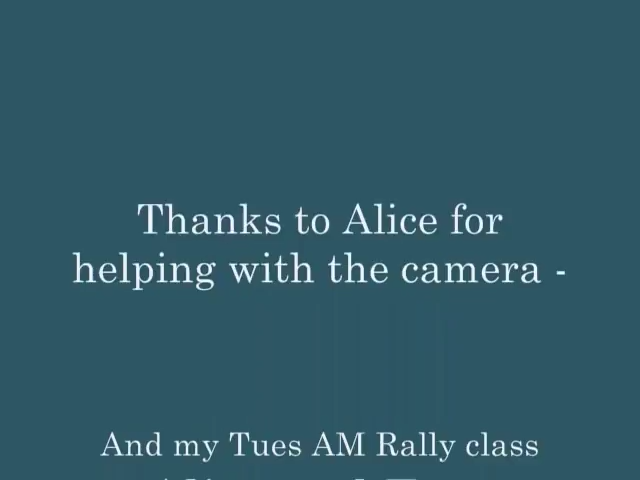 Thanks to Alice for
helping with the camera -
And my Tues AM Rally class